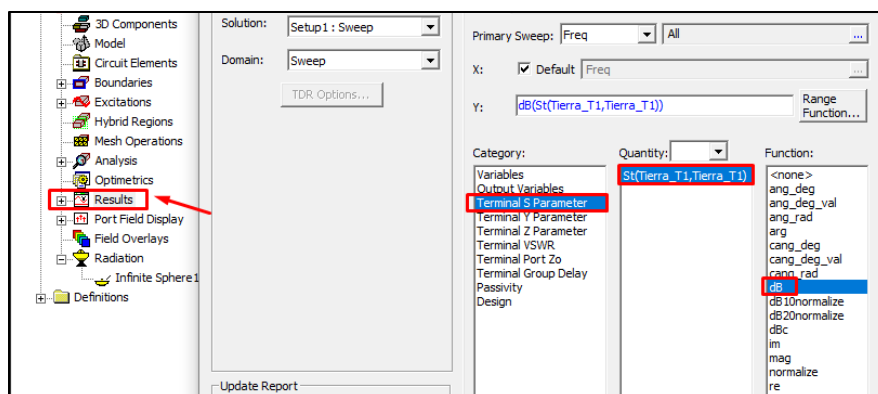 3D Components
Model
Circuit Elements
Boundaries
Excitations
Hybrid Regions
Mesh Operations
Analysis
Optimetrics
Results
Port Field Display
Field Overlays
Radiation
Infinite Sphere1
Definitions
Solution: Setup1 : Sweep
Domain: Sweep
TDR Options...
Update Report
Primary Sweep: Freq All ...
X: Default Freq ...
Y: dB(St(Tierra_T1,Tierra_T1)) Range
Function...
Category:
Variables
Output Variables
Terminal S Parameter
Terminal Y Parameter
Terminal Z Parameter
Terminal VSWR
Terminal Port Zo
Terminal Group Delay
Passivity
Design
Quantity:
St(Tierra_T1,Tierra_T1)
Function:
<none>
ang_deg
ang_deg_val
ang_rad
arg
cang_deg
cang_deg_val
cang_rad
dB
dB10normalize
dB20normalize
dBc
im
mag
normalize
re